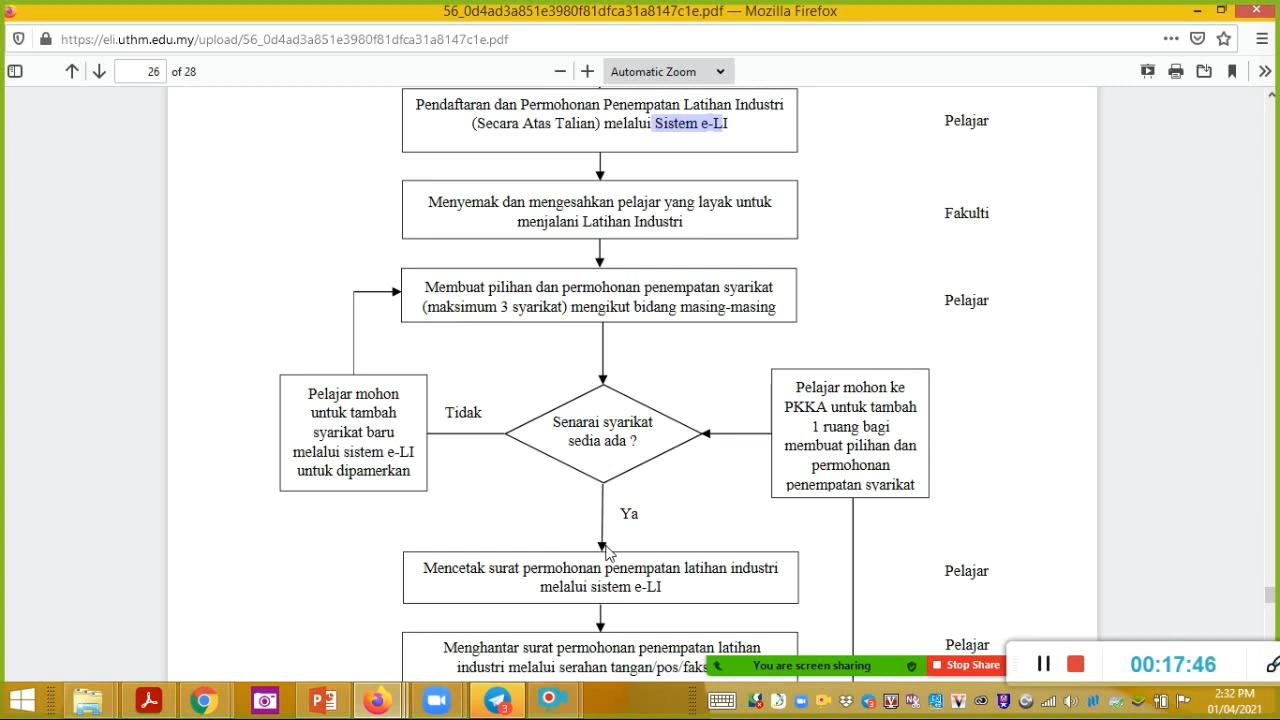 56_0d4ad3a851e3980f81dfca31a8147c1e.pdf — Mozilla Firefox
https://eli.uthm.edu.my/upload/56_0d4ad3a851e3980f81dfca31a8147c1e.pdf
26 of 28
Automatic Zoom
Pendaftaran dan Permohonan Penempatan Latihan Industri
(Secara Atas Talian) melalui Sistem e-LI
Pelajar
Menyemak dan mengesahkan pelajar yang layak untuk
menjalani Latihan Industri
Fakulti
Membuat pilihan dan permohonan penempatan syarikat
(maksimum 3 syarikat) mengikut bidang masing-masing
Pelajar
Pelajar mohon
untuk tambah
syarikat baru
melalui sistem e-LI
untuk dipamerkan
Tidak
Senarai syarikat
sedia ada ?
Pelajar mohon ke
PKKA untuk tambah
1 ruang bagi
membuat pilihan dan
permohonan
penempatan syarikat
Ya
Mencetak surat permohonan penempatan latihan industri
melalui sistem e-LI
Pelajar
Menghantar surat permohonan penempatan latihan
industri melalui serahan tangan/pos/faks
Pelajar
You are screen sharing
Stop Share
00:17:46
2:32 PM
01/04/2021